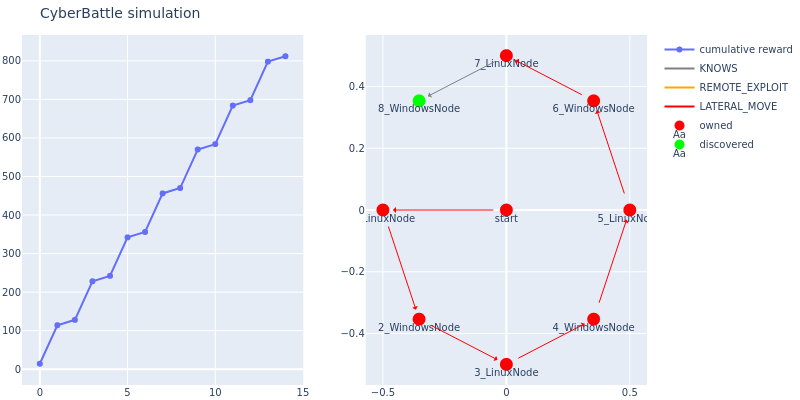 CyberBattle simulation
800
700
600
500
400
300
200
100
0
0
5
10
15
0.4
0.2
0
−0.2
−0.4
−0.5
0
0.5
7_LinuxNode
8_WindowsNode
6_WindowsNode
LinuxNode
start
5_LinuxNo
2_WindowsNode
4_WindowsNode
3_LinuxNode
cumulative reward
KNOWS
REMOTE_EXPLOIT
LATERAL_MOVE
owned
Aa
discovered
Aa